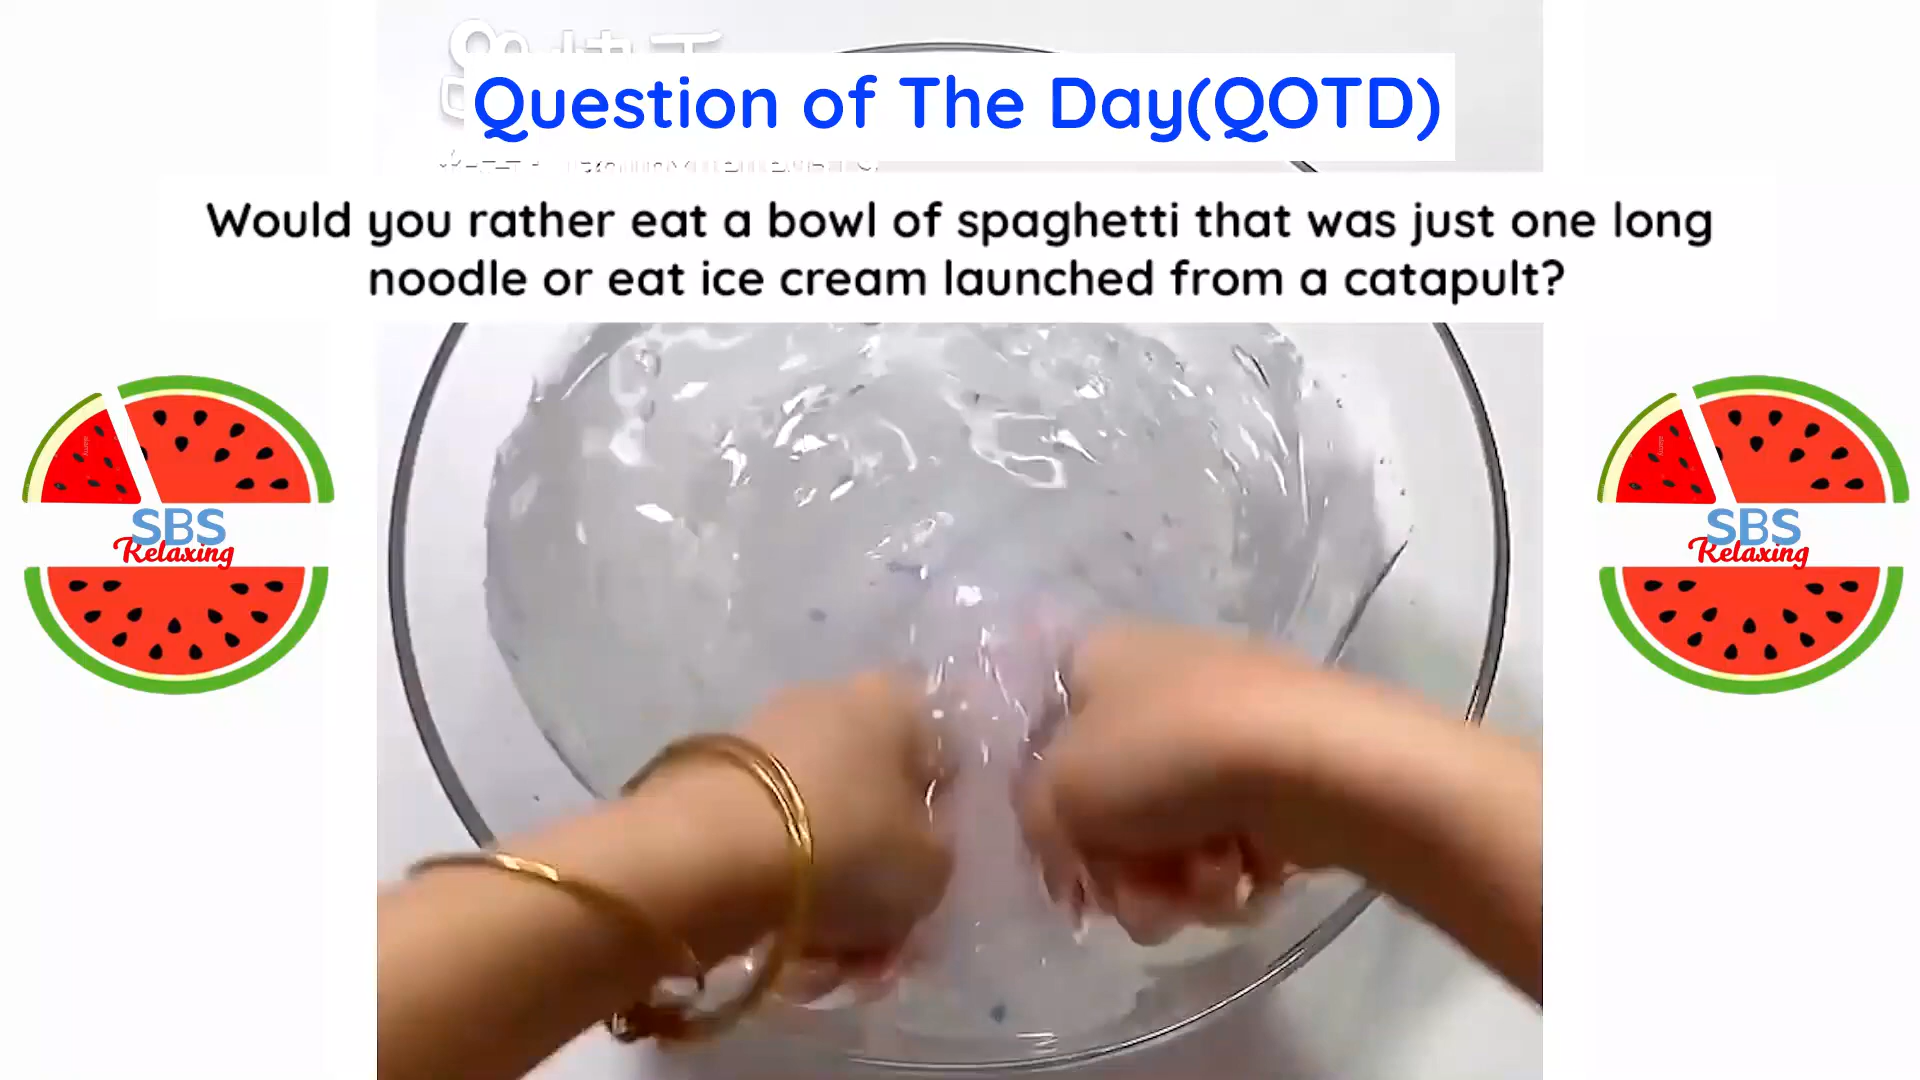 Question of The Day(QOTD)
Would you rather eat a bowl of spaghetti that was just one long
noodle or eat ice cream launched from a catapult?
SBS
Relaxing
SBS
Relaxing